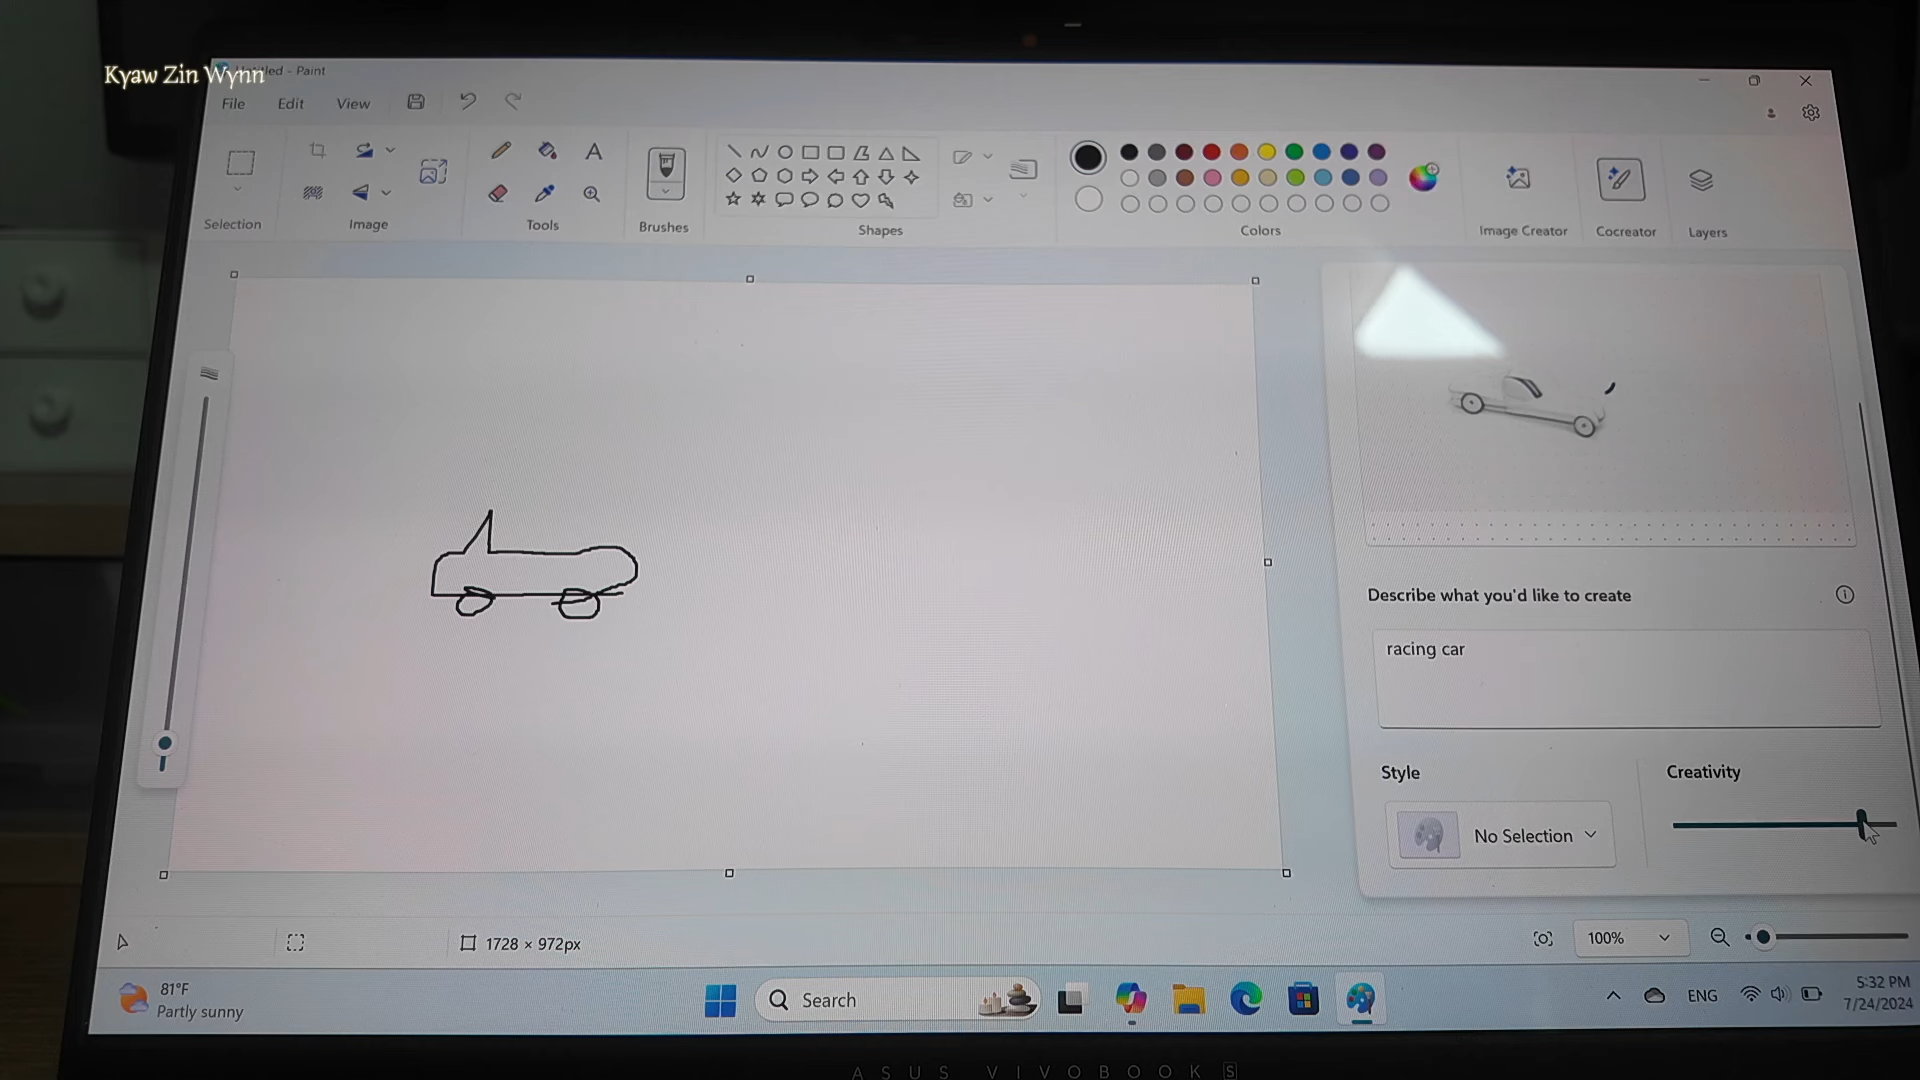 Kyaw Zin Wynn
Untitled - Paint
File Edit View
Selection
Image
Tools
Brushes
Shapes
Colors
Image Creator
Cocreator
Layers
Describe what you'd like to create
racing car
Style
Creativity
No Selection
1728 × 972px
100%
81°F
Partly sunny
Search
ENG
5:32 PM
7/24/2024
ASUS VIVOBOOK S